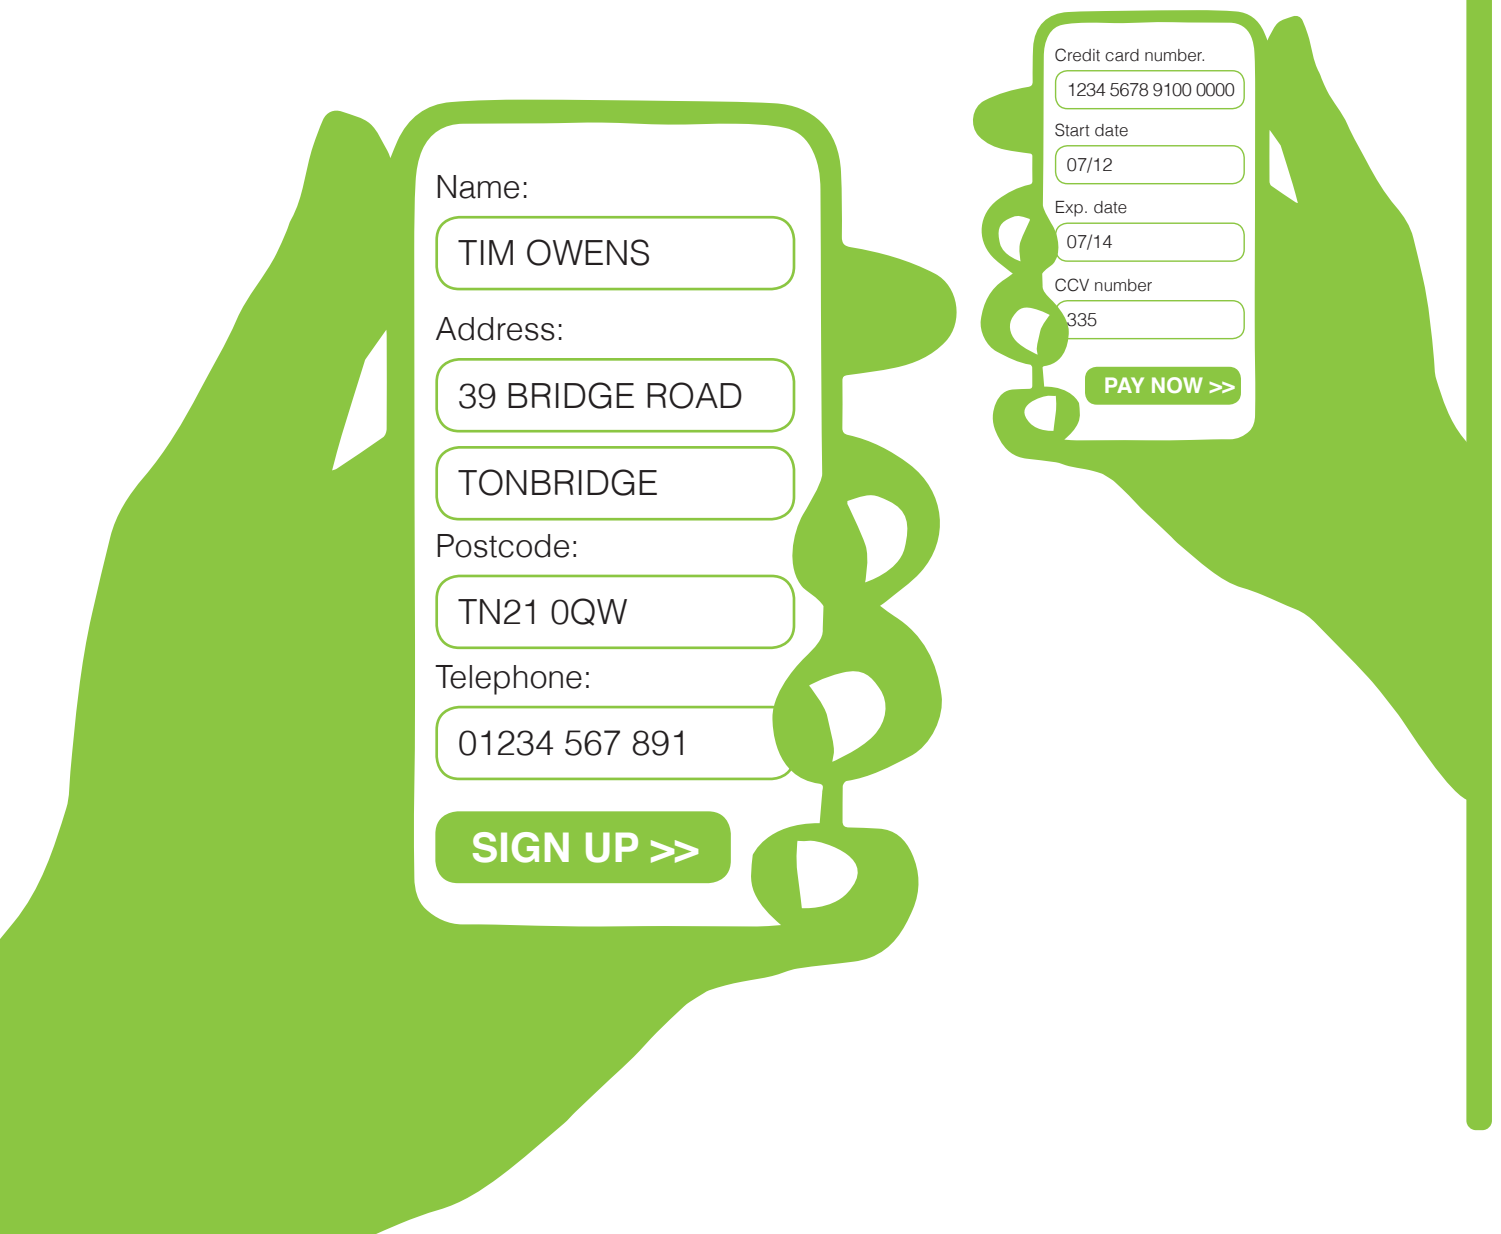 Name:
TIM OWENS
Address:
39 BRIDGE ROAD
TONBRIDGE
Postcode:
TN21 0QW
Telephone:
01234 567 891
SIGN UP >>
Credit card number.
1234 5678 9100 0000
Start date
07/12
Exp. date
07/14
CCV number
335
PAY NOW >>